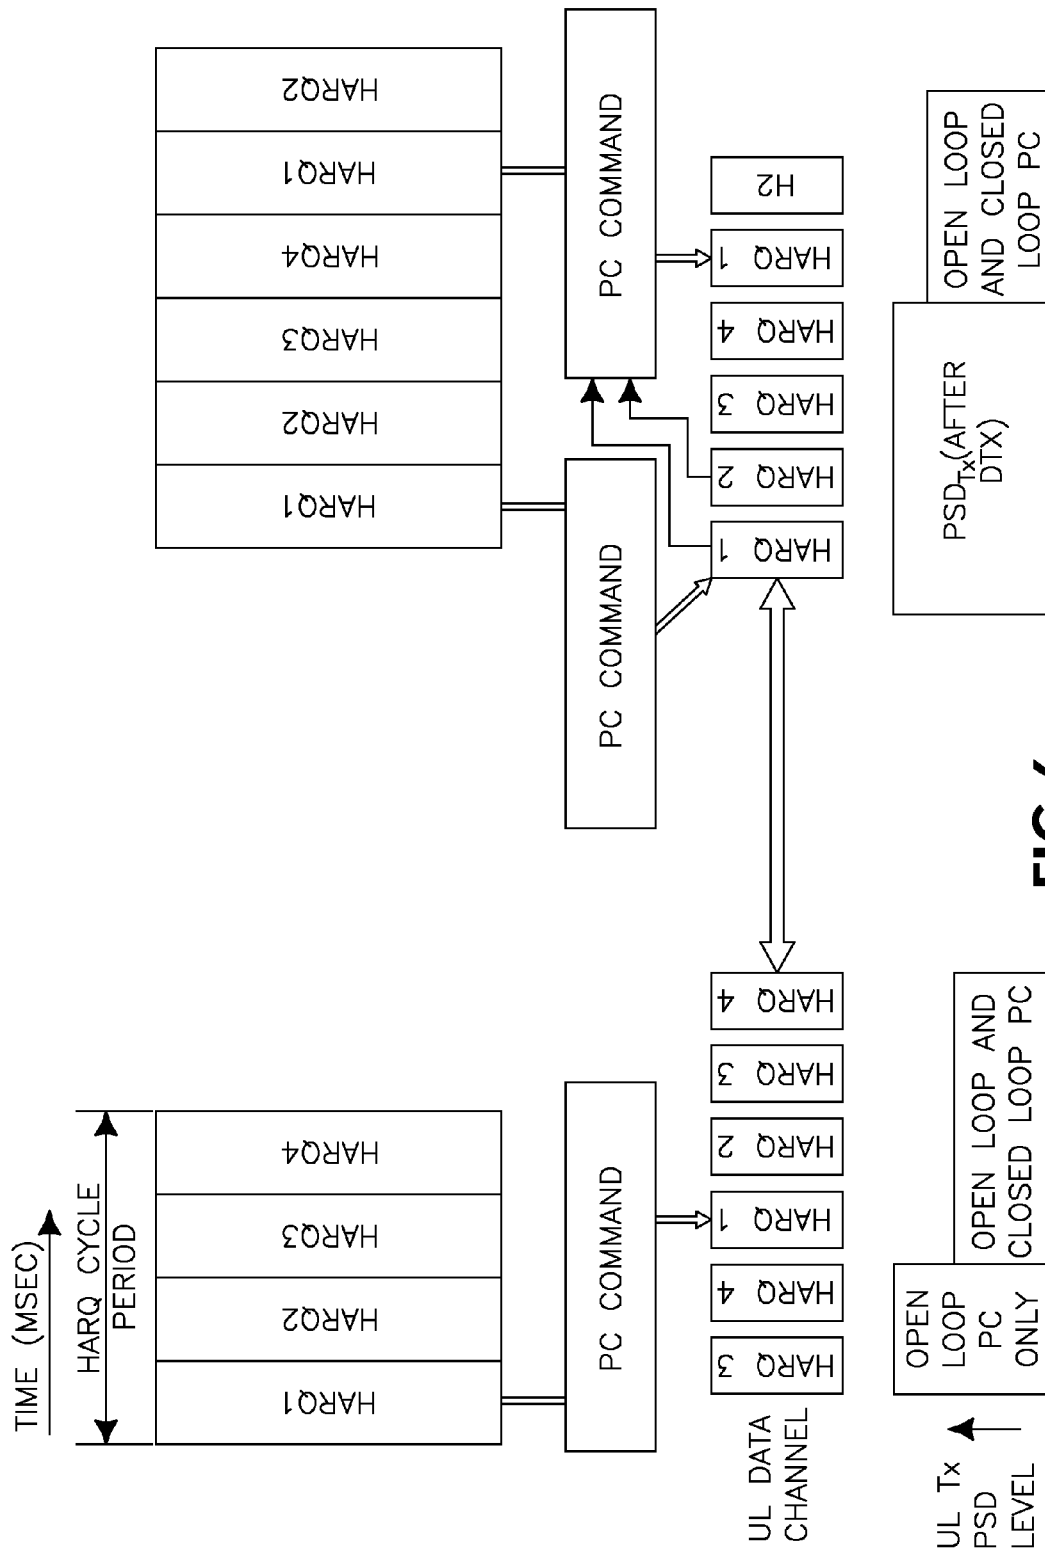 TIME (MSEC)
HARQ CYCLE
PERIOD
HARQ1
HARQ2
HARQ3
HARQ4
HARQ1
HARQ2
HARQ3
HARQ4
HARQ1
HARQ2
PC COMMAND
PC COMMAND
PC COMMAND
UL DATA
CHANNEL
HARQ
3
HARQ
4
HARQ
1
HARQ
2
HARQ
3
HARQ
4
HARQ
1
HARQ
2
HARQ
3
HARQ
4
HARQ
1
H2
UL Tx
PSD
LEVEL
OPEN
LOOP
PC
ONLY
OPEN LOOP AND
CLOSED LOOP PC
PSDTx(AFTER
DTX)
OPEN LOOP
AND CLOSED
LOOP PC